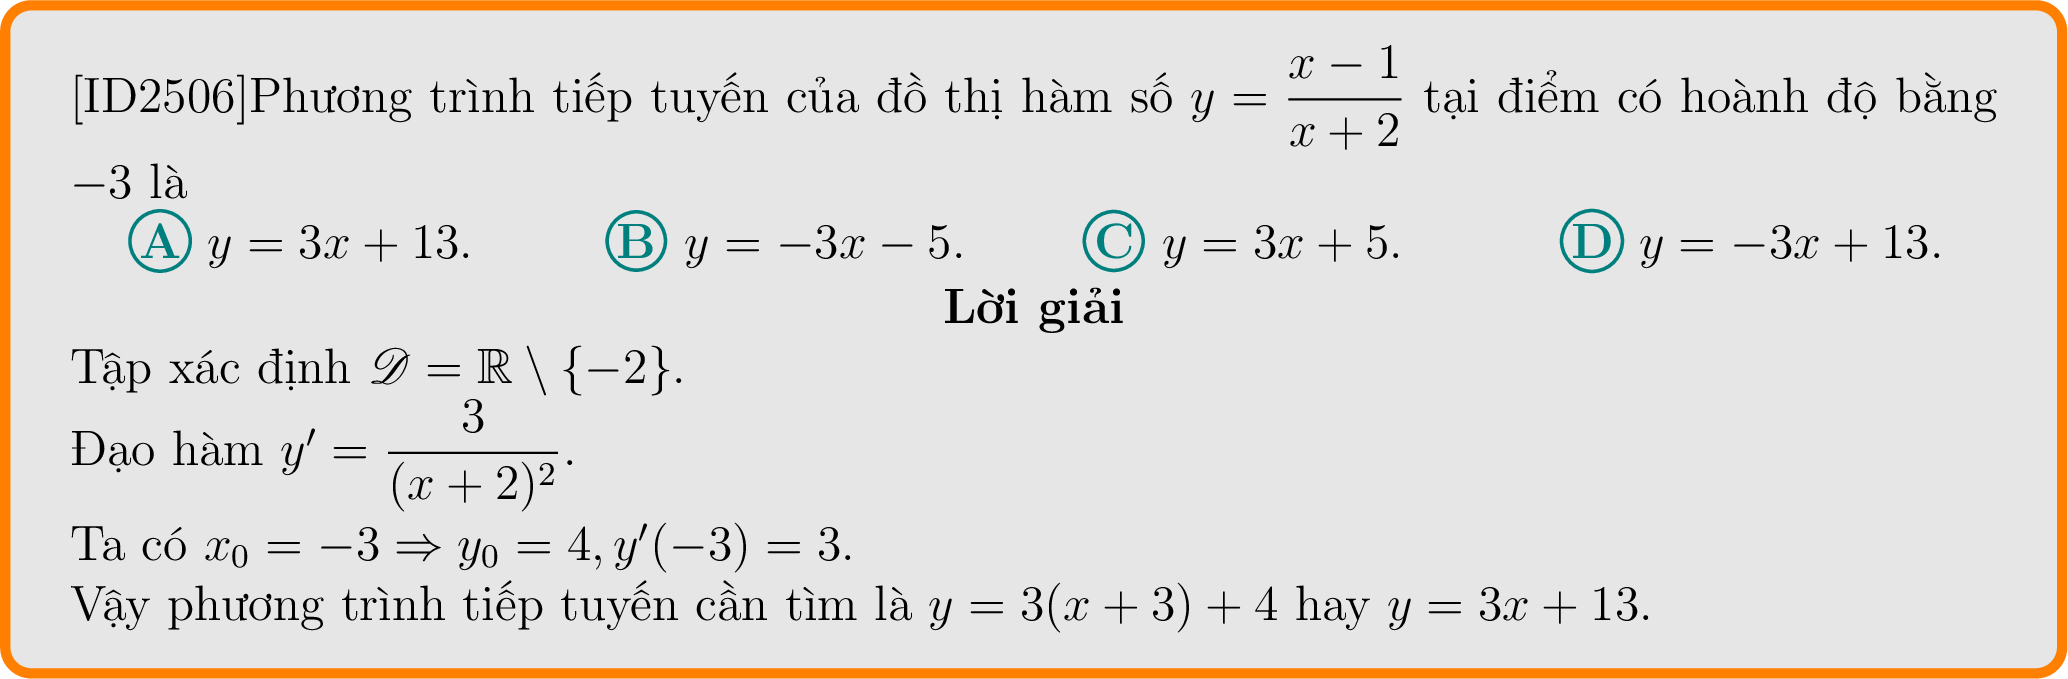 [ID2506]Phương trình tiếp tuyến của đồ thị hàm số $y = \dfrac{x-1}{x+2}$ tại điểm có hoành độ bằng
$-3$ là
A $y = 3x + 13$. B $y = -3x - 5$. C $y = 3x + 5$. D $y = -3x + 13$.
Lời giải
Tập xác định $\mathscr{D} = \mathbb{R} \setminus \{-2\}$.
Đạo hàm $y' = \dfrac{3}{(x+2)^2}$.
Ta có $x_0 = -3 \Rightarrow y_0 = 4, y'(-3) = 3$.
Vậy phương trình tiếp tuyến cần tìm là $y = 3(x + 3) + 4$ hay $y = 3x + 13$.